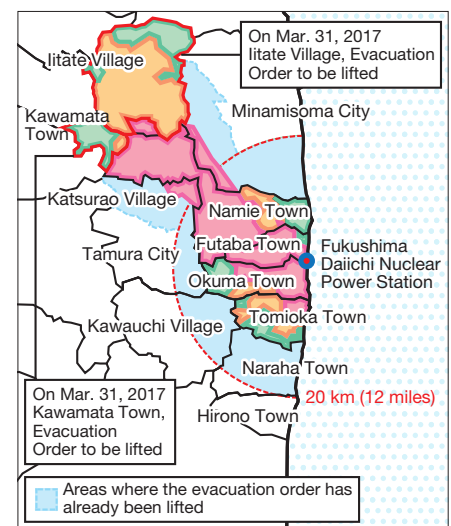 On Mar. 31, 2017
Iitate Village, Evacuation
Order to be lifted
Iitate Village
Minamisoma City
Kawamata
Town
Katsurao Village
Namie Town
Futaba Town
Fukushima
Daiichi Nuclear
Power Station
Tamura City
Okuma Town
Tomioka Town
Kawauchi Village
Naraha Town
20 km (12 miles)
On Mar. 31, 2017
Kawamata Town,
Evacuation
Order to be lifted
Hirono Town
Areas where the evacuation order has
already been lifted